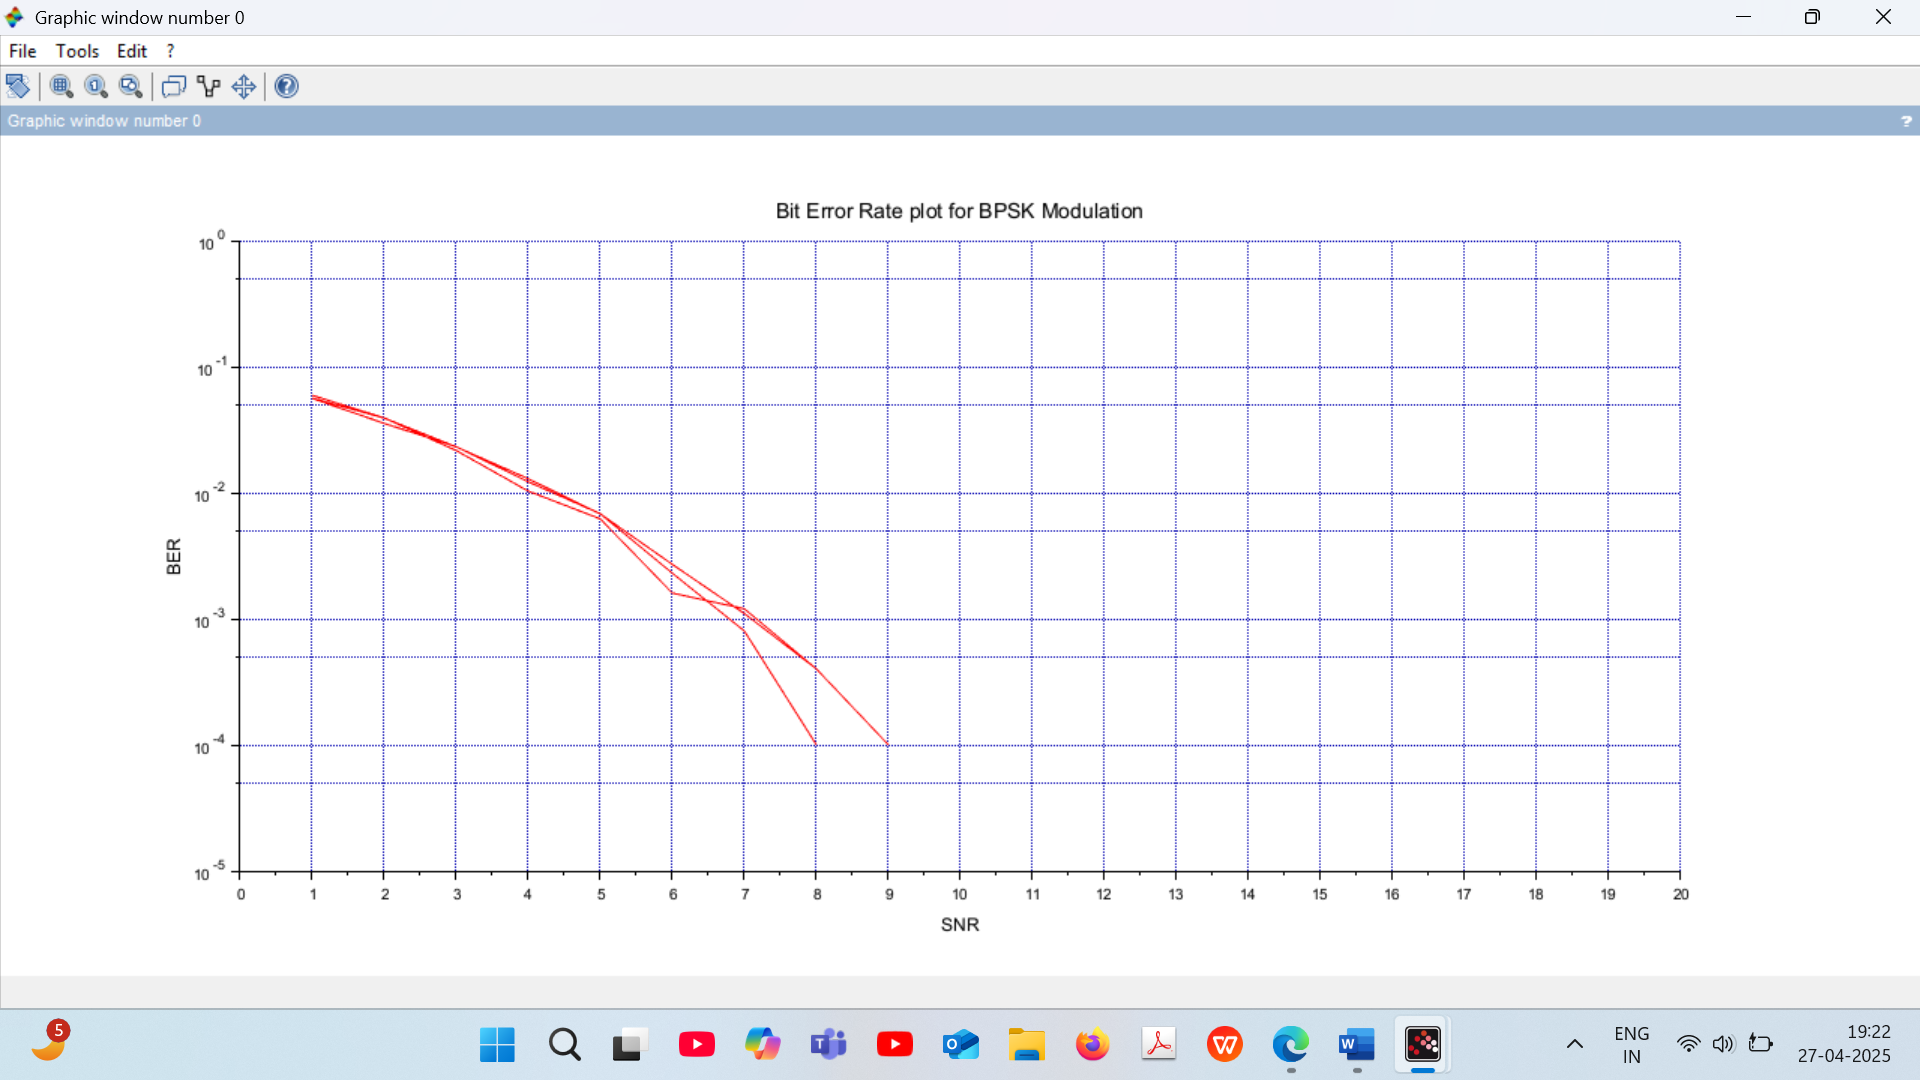 Graphic window number 0
File Tools Edit ?
Graphic window number 0 ?
Bit Error Rate plot for BPSK Modulation
10 0
10 -1
10 -2
BER
10 -3
10 -4
10 -5
0 1 2 3 4 5 6 7 8 9 10 11 12 13 14 15 16 17 18 19 20
SNR
5
ENG
IN
19:22
27-04-2025